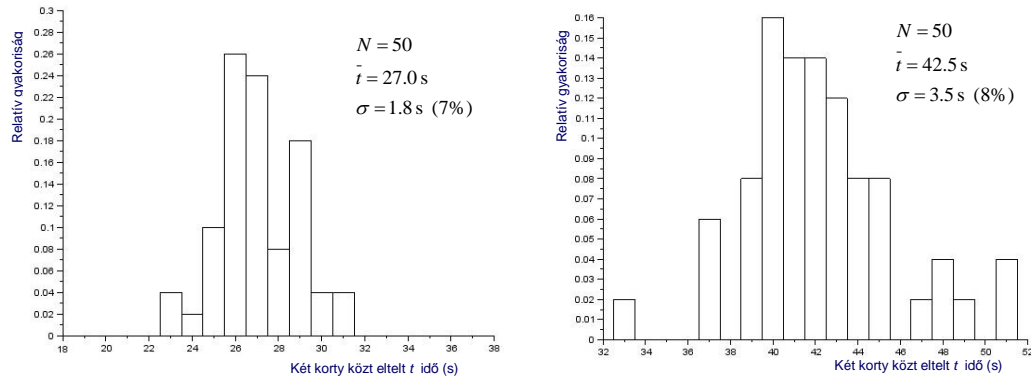 Relatív gyakoriság
0.3
0.28
0.26
0.24
0.22
0.2
0.18
0.16
0.14
0.12
0.1
0.08
0.06
0.04
0.02
0
18 20 22 24 26 28 30 32 34 36 38
Két korty közt eltelt t idő (s)
N = 50
t̄ = 27.0 s
σ = 1.8 s (7%)
Relatív gyakoriság
0.16
0.15
0.14
0.13
0.12
0.11
0.10
0.09
0.08
0.07
0.06
0.05
0.04
0.03
0.02
0.01
0.00
32 34 36 38 40 42 44 46 48 50 52
Két korty közt eltelt t idő (s)
N = 50
t̄ = 42.5 s
σ = 3.5 s (8%)